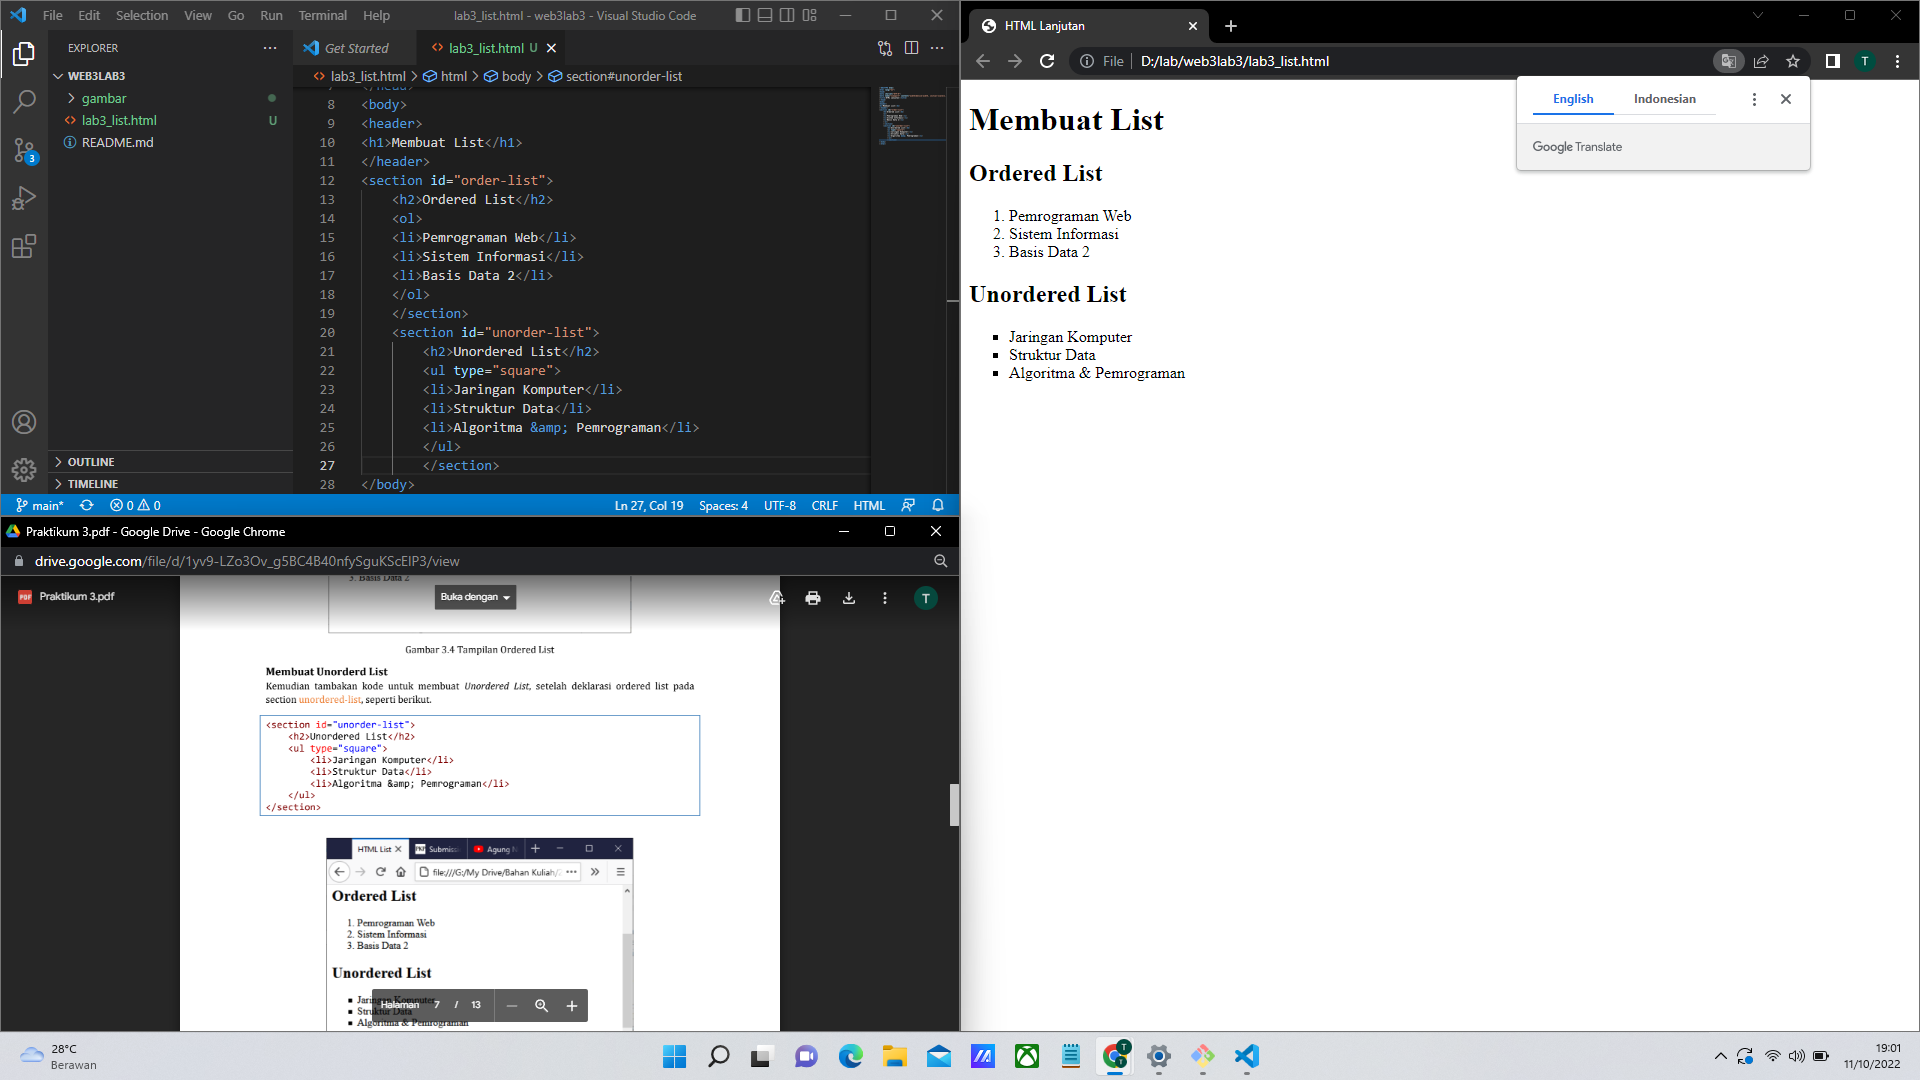 File Edit Selection View Go Run Terminal Help
lab3_list.html - web3lab3 - Visual Studio Code
EXPLORER
WEB3LAB3
gambar
lab3_list.html U
README.md
OUTLINE
TIMELINE
Get Started
lab3_list.html U
lab3_list.html > html > body > section#unorder-list
7 </head>
8 <body>
9 <header>
10 <h1>Membuat List</h1>
11 </header>
12 <section id="order-list">
13 <h2>Ordered List</h2>
14 <ol>
15 <li>Pemrograman Web</li>
16 <li>Sistem Informasi</li>
17 <li>Basis Data 2</li>
18 </ol>
19 </section>
20 <section id="unorder-list">
21 <h2>Unordered List</h2>
22 <ul type="square">
23 <li>Jaringan Komputer</li>
24 <li>Struktur Data</li>
25 <li>Algoritma &amp; Pemrograman</li>
26 </ul>
27 </section>
28 </body>
3
main* 0 0 Ln 27, Col 19 Spaces: 4 UTF-8 CRLF HTML
Praktikum 3.pdf - Google Drive - Google Chrome
drive.google.com/file/d/1yv9-LZo3Ov_g5BC4B40nfySguKScEIP3/view
PDF Praktikum 3.pdf
3. Basis Data 2
Buka dengan
T
Gambar 3.4 Tampilan Ordered List
Membuat Unorderd List
Kemudian tambakan kode untuk membuat Unordered List, setelah deklarasi ordered list pada
section unordered-list, seperti berikut.
<section id="unorder-list">
<h2>Unordered List</h2>
<ul type="square">
<li>Jaringan Komputer</li>
<li>Struktur Data</li>
<li>Algoritma &amp; Pemrograman</li>
</ul>
</section>
HTML List Submiss Agung
file:///G:/My Drive/Bahan Kuliah/
Ordered List
1. Pemrograman Web
2. Sistem Informasi
3. Basis Data 2
Unordered List
Jaringan Komputer
Struktur Data
Algoritma & Pemrograman
Halaman 7 / 13
HTML Lanjutan
File D:/lab/web3lab3/lab3_list.html
T
English Indonesian
Google Translate
Membuat List
Ordered List
1. Pemrograman Web
2. Sistem Informasi
3. Basis Data 2
Unordered List
Jaringan Komputer
Struktur Data
Algoritma & Pemrograman
28°C
Berawan
T
T
19:01
11/10/2022